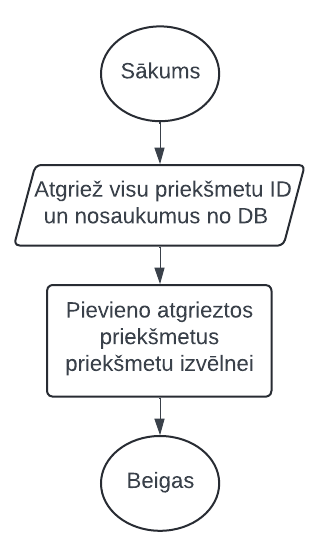 Sākums
Atgriež visu priekšmetu ID
un nosaukumus no DB
Pievieno atgrieztos
priekšmetus
priekšmetu izvēlnei
Beigas